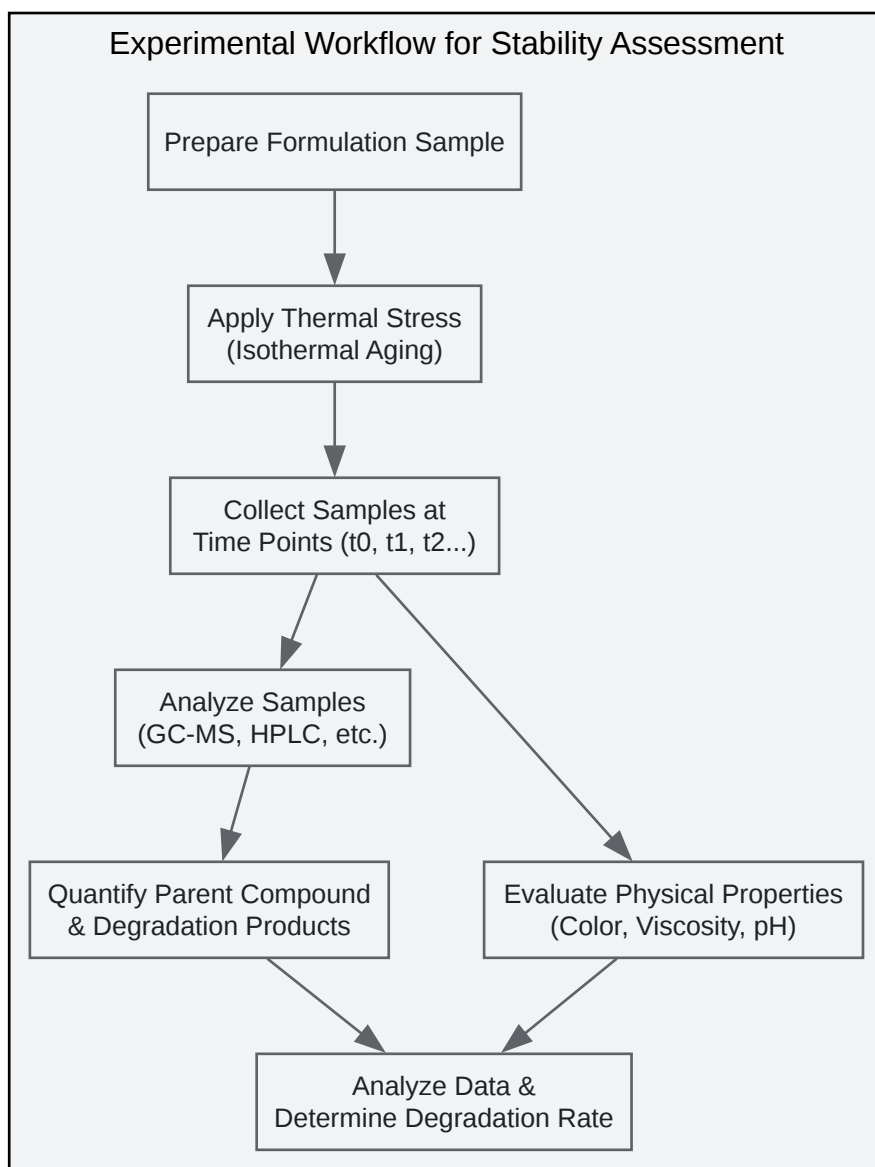 Experimental Workflow for Stability Assessment
Prepare Formulation Sample
Apply Thermal Stress
(Isothermal Aging)
Collect Samples at
Time Points (t0, t1, t2...)
Analyze Samples
(GC-MS, HPLC, etc.)
Quantify Parent Compound
& Degradation Products
Evaluate Physical Properties
(Color, Viscosity, pH)
Analyze Data &
Determine Degradation Rate